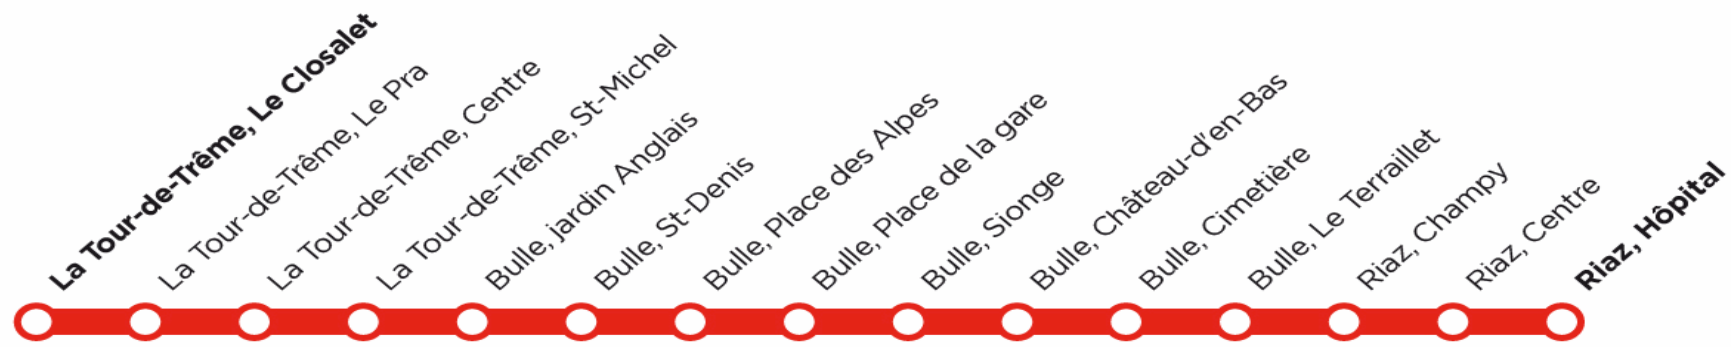 La Tour-de-Trême, Le Closalet
La Tour-de-Trême, Le Pra
La Tour-de-Trême, Centre
La Tour-de-Trême, St-Michel
Bulle, jardin Anglais
Bulle, St-Denis
Bulle, Place des Alpes
Bulle, Place de la gare
Bulle, Sionge
Bulle, Château-d'en-Bas
Bulle, Cimetière
Bulle, Le Terraillet
Riaz, Champy
Riaz, Centre
Riaz, Hôpital